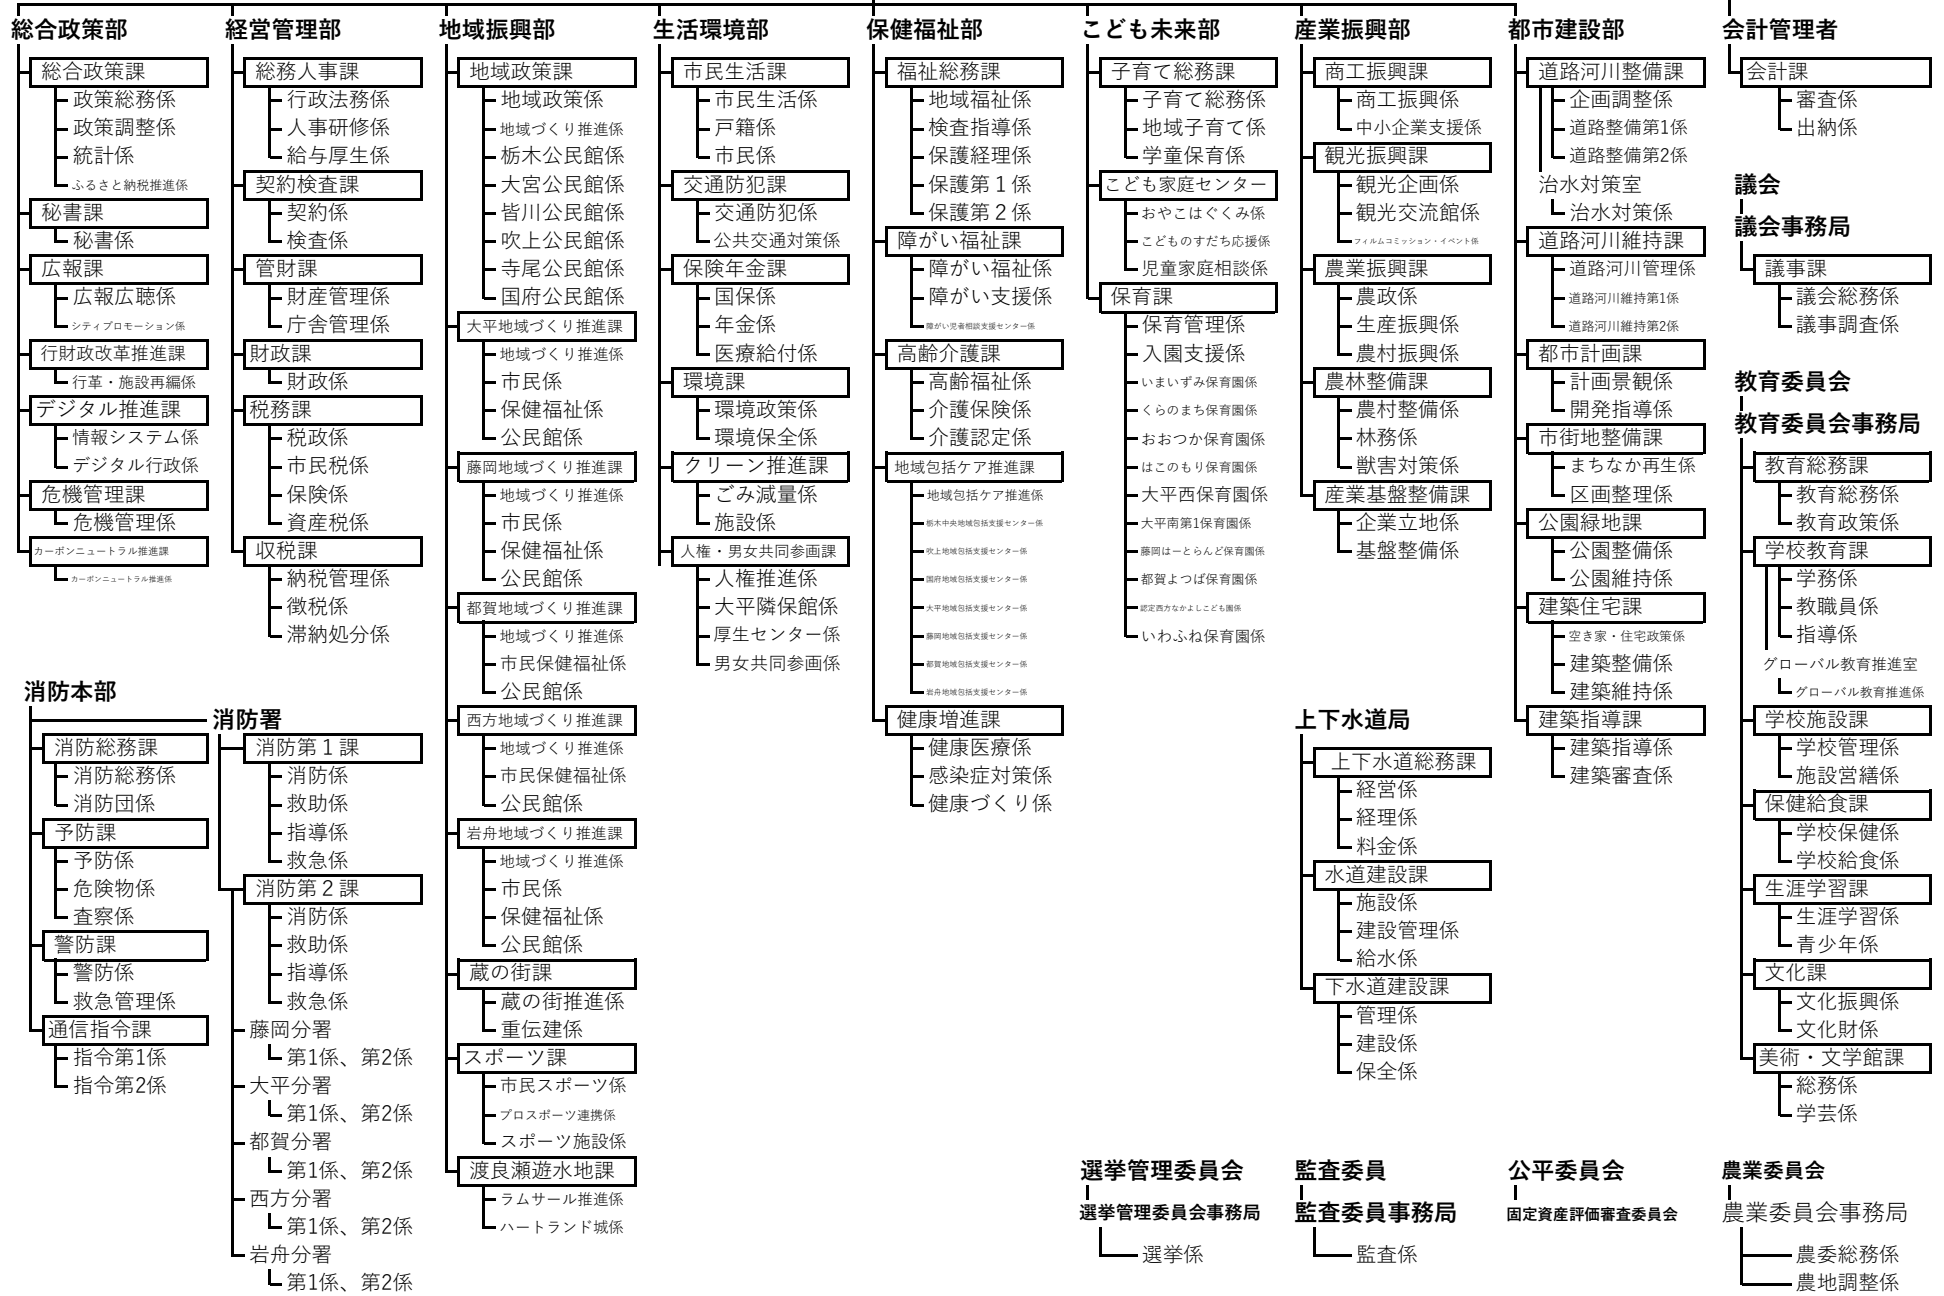 総合政策部
総合政策課
政策総務係
政策調整係
統計係
ふるさと納税推進係
秘書課
秘書係
広報課
広報広聴係
シティプロモーション係
行財政改革推進課
行革・施設再編係
デジタル推進課
情報システム係
デジタル行政係
危機管理課
危機管理係
カーボンニュートラル推進課
カーボンニュートラル推進係
経営管理部
総務人事課
行政法務係
人事研修係
給与厚生係
契約検査課
契約係
検査係
管財課
財産管理係
庁舎管理係
財政課
財政係
税務課
税政係
市民税係
保険係
資産税係
収税課
納税管理係
徴税係
滞納処分係
消防本部
消防総務課
消防総務係
消防団係
予防課
予防係
危険物係
査察係
警防課
警防係
救急管理係
通信指令課
指令第1係
指令第2係
消防署
消防第１課
消防係
救助係
指導係
救急係
消防第２課
消防係
救助係
指導係
救急係
藤岡分署
第1係、第2係
大平分署
第1係、第2係
都賀分署
第1係、第2係
西方分署
第1係、第2係
岩舟分署
第1係、第2係
地域振興部
地域政策課
地域政策係
地域づくり推進係
栃木公民館係
大宮公民館係
皆川公民館係
吹上公民館係
寺尾公民館係
国府公民館係
大平地域づくり推進課
地域づくり推進係
市民係
保健福祉係
公民館係
藤岡地域づくり推進課
地域づくり推進係
市民係
保健福祉係
公民館係
都賀地域づくり推進課
地域づくり推進係
市民保健福祉係
公民館係
西方地域づくり推進課
地域づくり推進係
市民保健福祉係
公民館係
岩舟地域づくり推進課
地域づくり推進係
市民係
保健福祉係
公民館係
蔵の街課
蔵の街推進係
重伝建係
スポーツ課
市民スポーツ係
プロスポーツ連携係
スポーツ施設係
渡良瀬遊水地課
ラムサール推進係
ハートランド城係
生活環境部
市民生活課
市民生活係
戸籍係
市民係
交通防犯課
交通防犯係
公共交通対策係
保険年金課
国保係
年金係
医療給付係
環境課
環境政策係
環境保全係
クリーン推進課
ごみ減量係
施設係
人権・男女共同参画課
人権推進係
大平隣保館係
厚生センター係
男女共同参画係
保健福祉部
福祉総務課
地域福祉係
検査指導係
保護経理係
保護第１係
保護第２係
障がい福祉課
障がい福祉係
障がい支援係
障がい児者相談支援センター係
高齢介護課
高齢福祉係
介護保険係
介護認定係
地域包括ケア推進課
地域包括ケア推進係
栃木中央地域包括支援センター係
吹上地域包括支援センター係
国府地域包括支援センター係
大平地域包括支援センター係
藤岡地域包括支援センター係
都賀地域包括支援センター係
岩舟地域包括支援センター係
健康増進課
健康医療係
感染症対策係
健康づくり係
こども未来部
子育て総務課
子育て総務係
地域子育て係
学童保育係
こども家庭センター
おやこはぐくみ係
こどものすだち応援係
児童家庭相談係
保育課
保育管理係
入園支援係
いまいずみ保育園係
くらのまち保育園係
おおつか保育園係
はこのもり保育園係
大平西保育園係
大平南第1保育園係
藤岡はーとらんど保育園係
都賀よつば保育園係
認定西方なかよしこども園係
いわふね保育園係
産業振興部
商工振興課
商工振興係
中小企業支援係
観光振興課
観光企画係
観光交流館係
フィルムコミッション・イベント係
農業振興課
農政係
生産振興係
農村振興係
農林整備課
農村整備係
林務係
獣害対策係
産業基盤整備課
企業立地係
基盤整備係
上下水道局
上下水道総務課
経営係
経理係
料金係
水道建設課
施設係
建設管理係
給水係
下水道建設課
管理係
建設係
保全係
都市建設部
道路河川整備課
企画調整係
道路整備第1係
道路整備第2係
治水対策室
治水対策係
道路河川維持課
道路河川管理係
道路河川維持第1係
道路河川維持第2係
都市計画課
計画景観係
開発指導係
市街地整備課
まちなか再生係
区画整理係
公園緑地課
公園整備係
公園維持係
建築住宅課
空き家・住宅政策係
建築整備係
建築維持係
建築指導課
建築指導係
建築審査係
会計管理者
会計課
審査係
出納係
議会
議会事務局
議事課
議会総務係
議事調査係
教育委員会
教育委員会事務局
教育総務課
教育総務係
教育政策係
学校教育課
学務係
教職員係
指導係
グローバル教育推進室
グローバル教育推進係
学校施設課
学校管理係
施設営繕係
保健給食課
学校保健係
学校給食係
生涯学習課
生涯学習係
青少年係
文化課
文化振興係
文化財係
美術・文学館課
総務係
学芸係
選挙管理委員会
選挙管理委員会事務局
選挙係
監査委員
監査委員事務局
監査係
公平委員会
固定資産評価審査委員会
農業委員会
農業委員会事務局
農委総務係
農地調整係